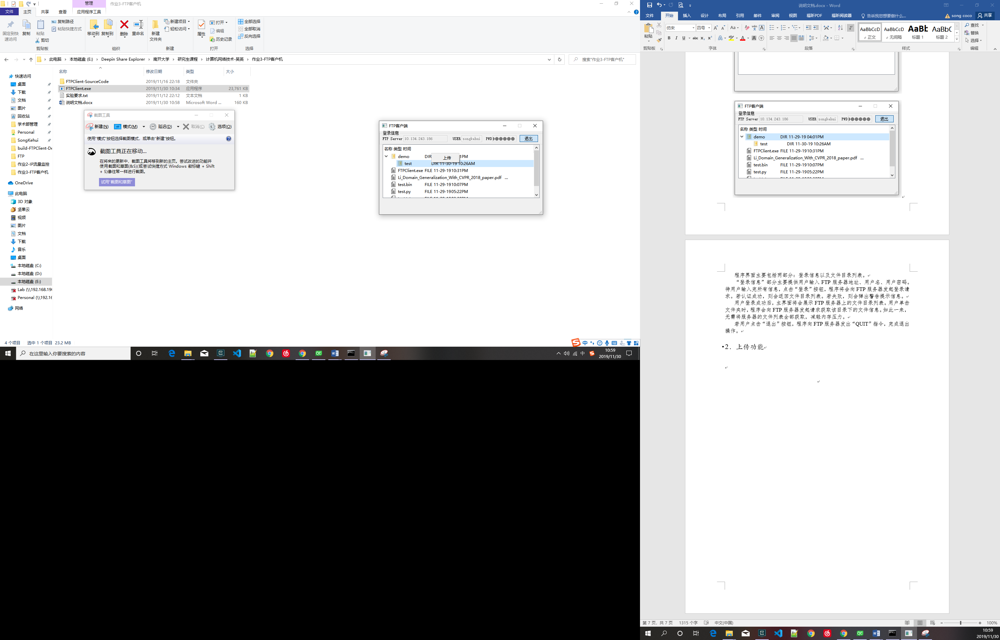 管理
作业3-FTP客户机
文件 主页 共享 查看 应用程序工具
固定到快速访问 复制 粘贴 复制路径 粘贴快捷方式 剪切
移动到 复制到 删除 重命名 新建文件夹 新建项目 轻松访问
属性 打开 编辑 历史记录 全部选择 全部取消 反向选择
剪贴板 组织 新建 打开 选择
此电脑 › 本地磁盘 (E:) › Deepin Share Explorer › 南开大学 › 研究生课程 › 计算机网络技术-吴英 › 作业3-FTP客户机
搜索"作业3-FTP客户机"
名称 修改日期 类型 大小
FTPClient-SourceCode 2019/11/16 22:18 文件夹
FTPClient.exe 2019/11/30 10:34 应用程序 23,761 KB
实验要求.txt 2019/11/12 22:12 文本文档 1 KB
说明文档.docx 2019/11/30 10:58 Microsoft Word ... 160 KB
快速访问
桌面
下载
文档
图片
回收站
学术部管理
Personal
SongKehui
build-FTPClient-De
FTP
作业2-IP流量监控
作业3-FTP客户机
OneDrive
此电脑
3D 对象
坚果云
视频
图片
文档
下载
音乐
桌面
本地磁盘 (C:)
本地磁盘 (D:)
本地磁盘 (E:)
Lab (\\192.168.190
Personal (\\192.16
网络
4 个项目 选中 1 个项目 23.2 MB
截图工具
新建(N) 模式(M) 延迟(D) 取消(C) 选项(O)
使用"模式"按钮选择截图模式，或单击"新建"按钮。
截图工具正在移动...
在将来的更新中，截图工具将移到新的主页。尝试改进的功能并
使用截图和草图(&S)(或尝试快捷方式 Windows 徽标键 + Shift
+ S)像往常一样进行截图。
试用"截图和草图"
FTP客户端
登录信息
FTP Server 10.134.243.186 USER songkehui PWD 退出
名称 类型 时间
demo DIR 1PM
上传
test DIR 11-30-19 10:26AM
FTPClient.exe FILE 11-29-1910:31PM
Li_Domain_Generalization_With_CVPR_2018_paper.pdf ...
test.bin FILE 11-29-1910:07PM
test.py FILE 11-29-1905:22PM
中
在这里输入你要搜索的内容
中 10:59
2019/11/30
说明文档.docx - Word
文件 开始 插入 设计 布局 引用 邮件 审阅 视图 福昕PDF 福昕阅读器 告诉我您想要做什么... song coco 共享
粘贴 仿宋 四号 Aa
B I U abc X₂ X²
AaBbCcD AaBbCcD AaBb AaBbC
正文 无间隔 标题 1 标题 2
查找
替换
选择
剪贴板 字体 段落 样式 编辑
FTP客户端
登录信息
FTP Server 10.134.243.186 USER songkehui PWD 退出
名称 类型 时间
demo DIR 11-29-19 04:01PM
test DIR 11-30-19 10:26AM
FTPClient.exe FILE 11-29-1910:31PM
Li_Domain_Generalization_With_CVPR_2018_paper.pdf ...
test.bin FILE 11-29-1910:07PM
test.py FILE 11-29-1905:22PM
程序界面主要包括两部分：登录信息以及文件目录列表。
“登录信息”部分主要提供用户输入 FTP 服务器地址、用户名、用户密码。
待用户输入完所有信息，点击“登录”按钮，程序将会向 FTP 服务器发起登录请
求。若认证成功，则会返回文件目录列表。若失败，则会弹出警告提示信息。
用户登录成功后，主界面将会展示 FTP 服务器上的文件目录列表。用户单击
文件夹时，程序会向 FTP 服务器发起请求获取该目录下的文件信息。如此一来，
无需将服务器的文件列表全部获取，减轻内存压力。
若用户点击“退出”按钮，程序向 FTP 服务器发出“QUIT”指令，完成退出
操作。
2. 上传功能
第 7 页，共 7 页 1315 个字 中文(中国) 100%
10:59
2019/11/30